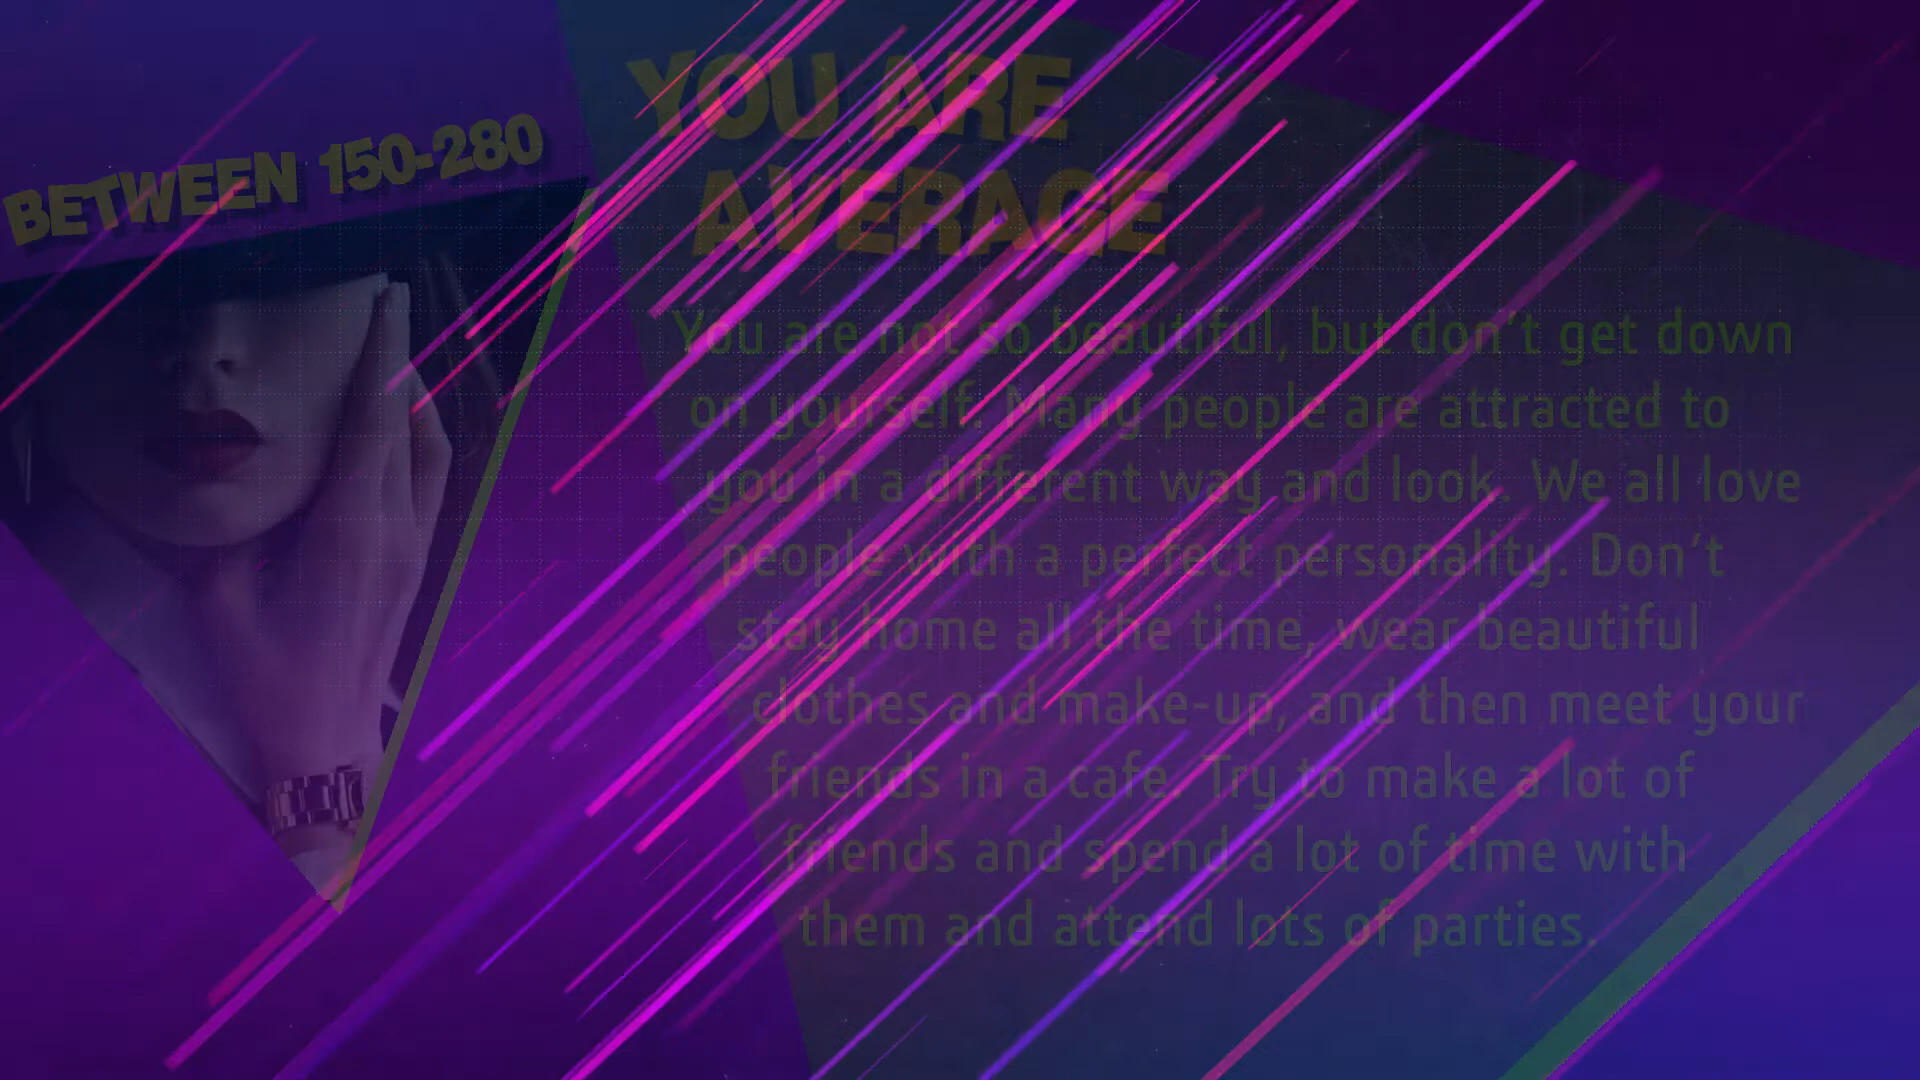 BETWEEN 150-280
YOU ARE
AVERAGE
You are not so beautiful, but don't get down
on yourself. Many people are attracted to
you in a different way and look. We all love
people with a perfect personality. Don't
stay home all the time, wear beautiful
clothes and make-up, and then meet your
friends in a cafe. Try to make a lot of
friends and spend a lot of time with
them and attend lots of parties.